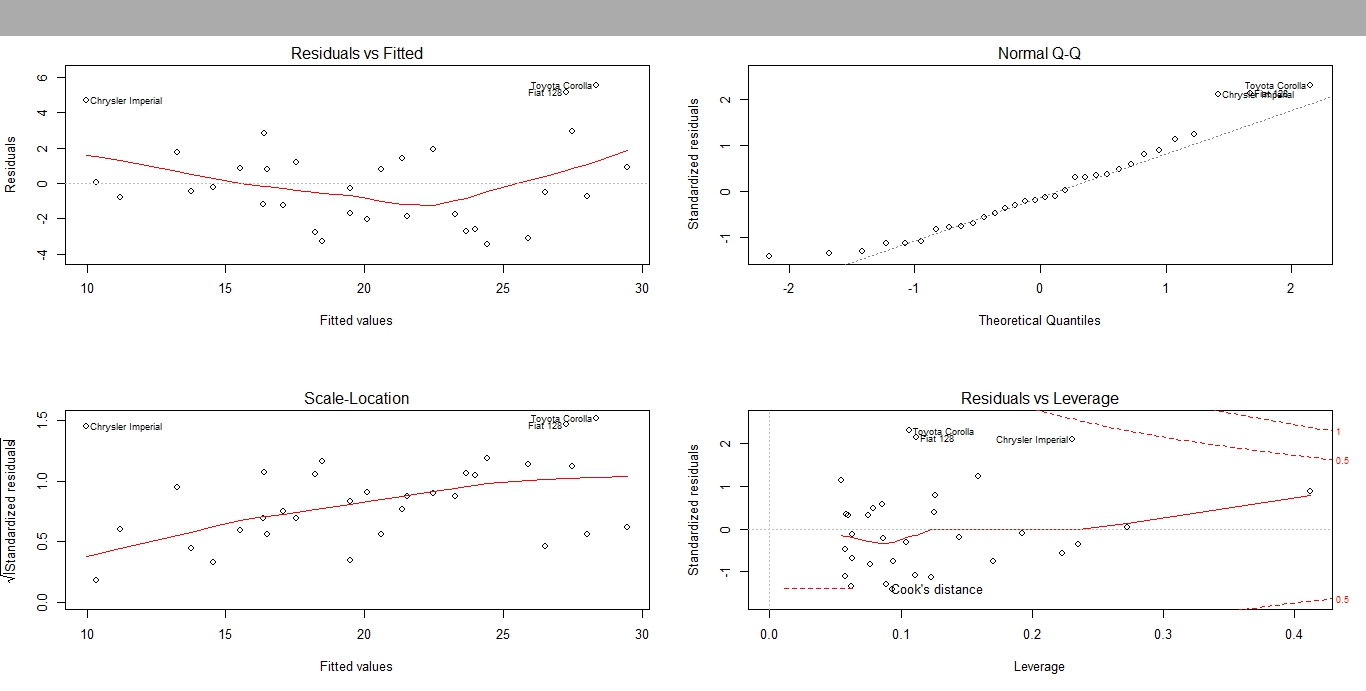 Residuals vs Fitted
Residuals
6
4
2
0
-2
-4
Chrysler Imperial
Toyota Corolla
Fiat 128
10 15 20 25 30
Fitted values
Normal Q-Q
Standardized residuals
2
1
0
-1
Toyota Corolla
Chrysler Imperial
Fiat 128
-2 -1 0 1 2
Theoretical Quantiles
Scale-Location
√|Standardized residuals|
1.5
1.0
0.5
0.0
Chrysler Imperial
Toyota Corolla
Fiat 128
10 15 20 25 30
Fitted values
Residuals vs Leverage
Standardized residuals
2
1
0
-1
Toyota Corolla
Fiat 128
Chrysler Imperial
1
0.5
0.5
Cook's distance
0.0 0.1 0.2 0.3 0.4
Leverage